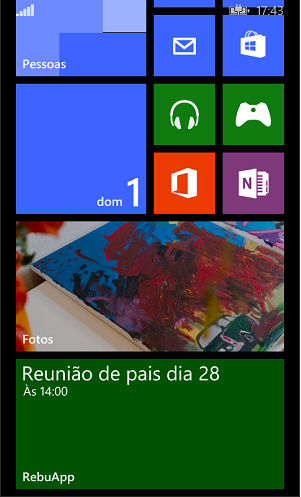 17:43
Pessoas
dom 1
N
Fotos
Reunião de pais dia 28
Às 14:00
RebuApp